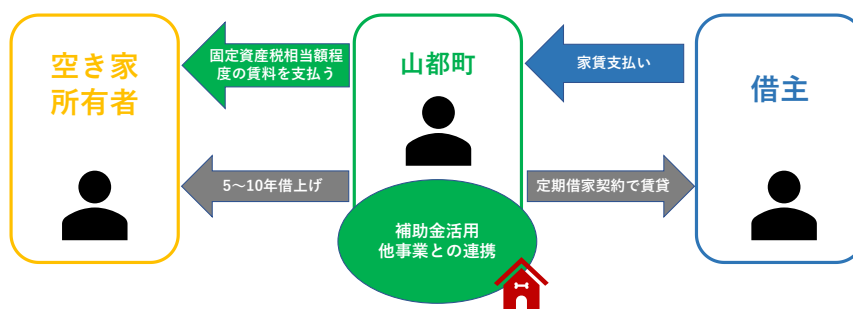 空き家
所有者
固定資産税相当額程
度の賃料を支払う
山都町
家賃支払い
借主
5～10年借上げ
定期借家契約で賃貸
補助金活用
他事業との連携